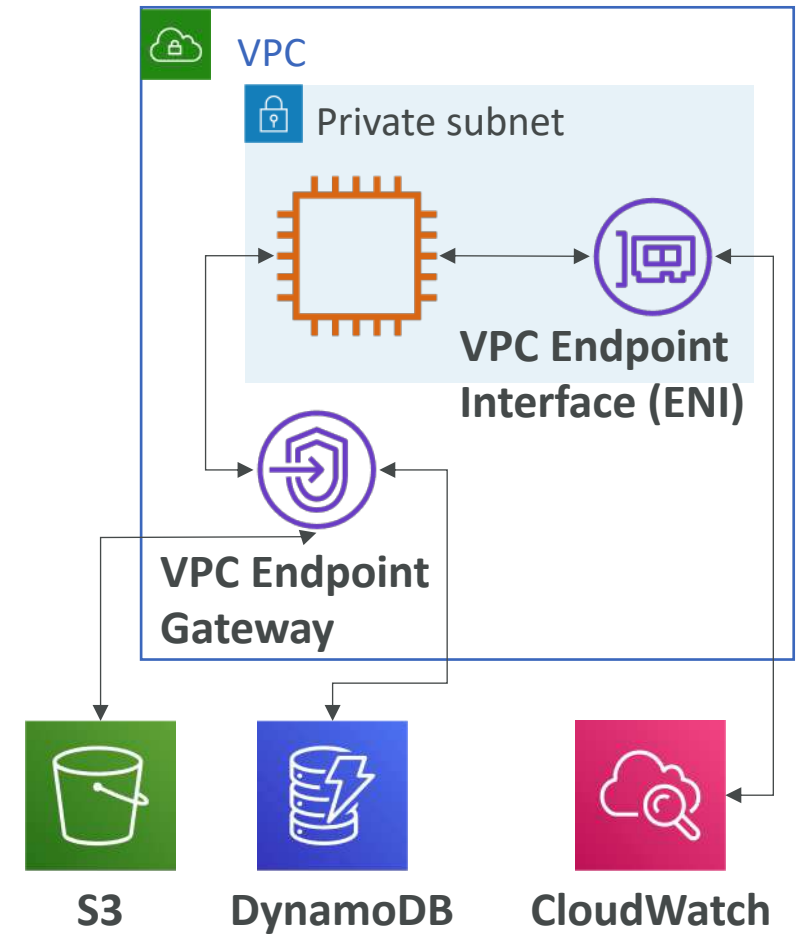 VPC
Private subnet
VPC Endpoint
Interface (ENI)
VPC Endpoint
Gateway
S3
DynamoDB
CloudWatch